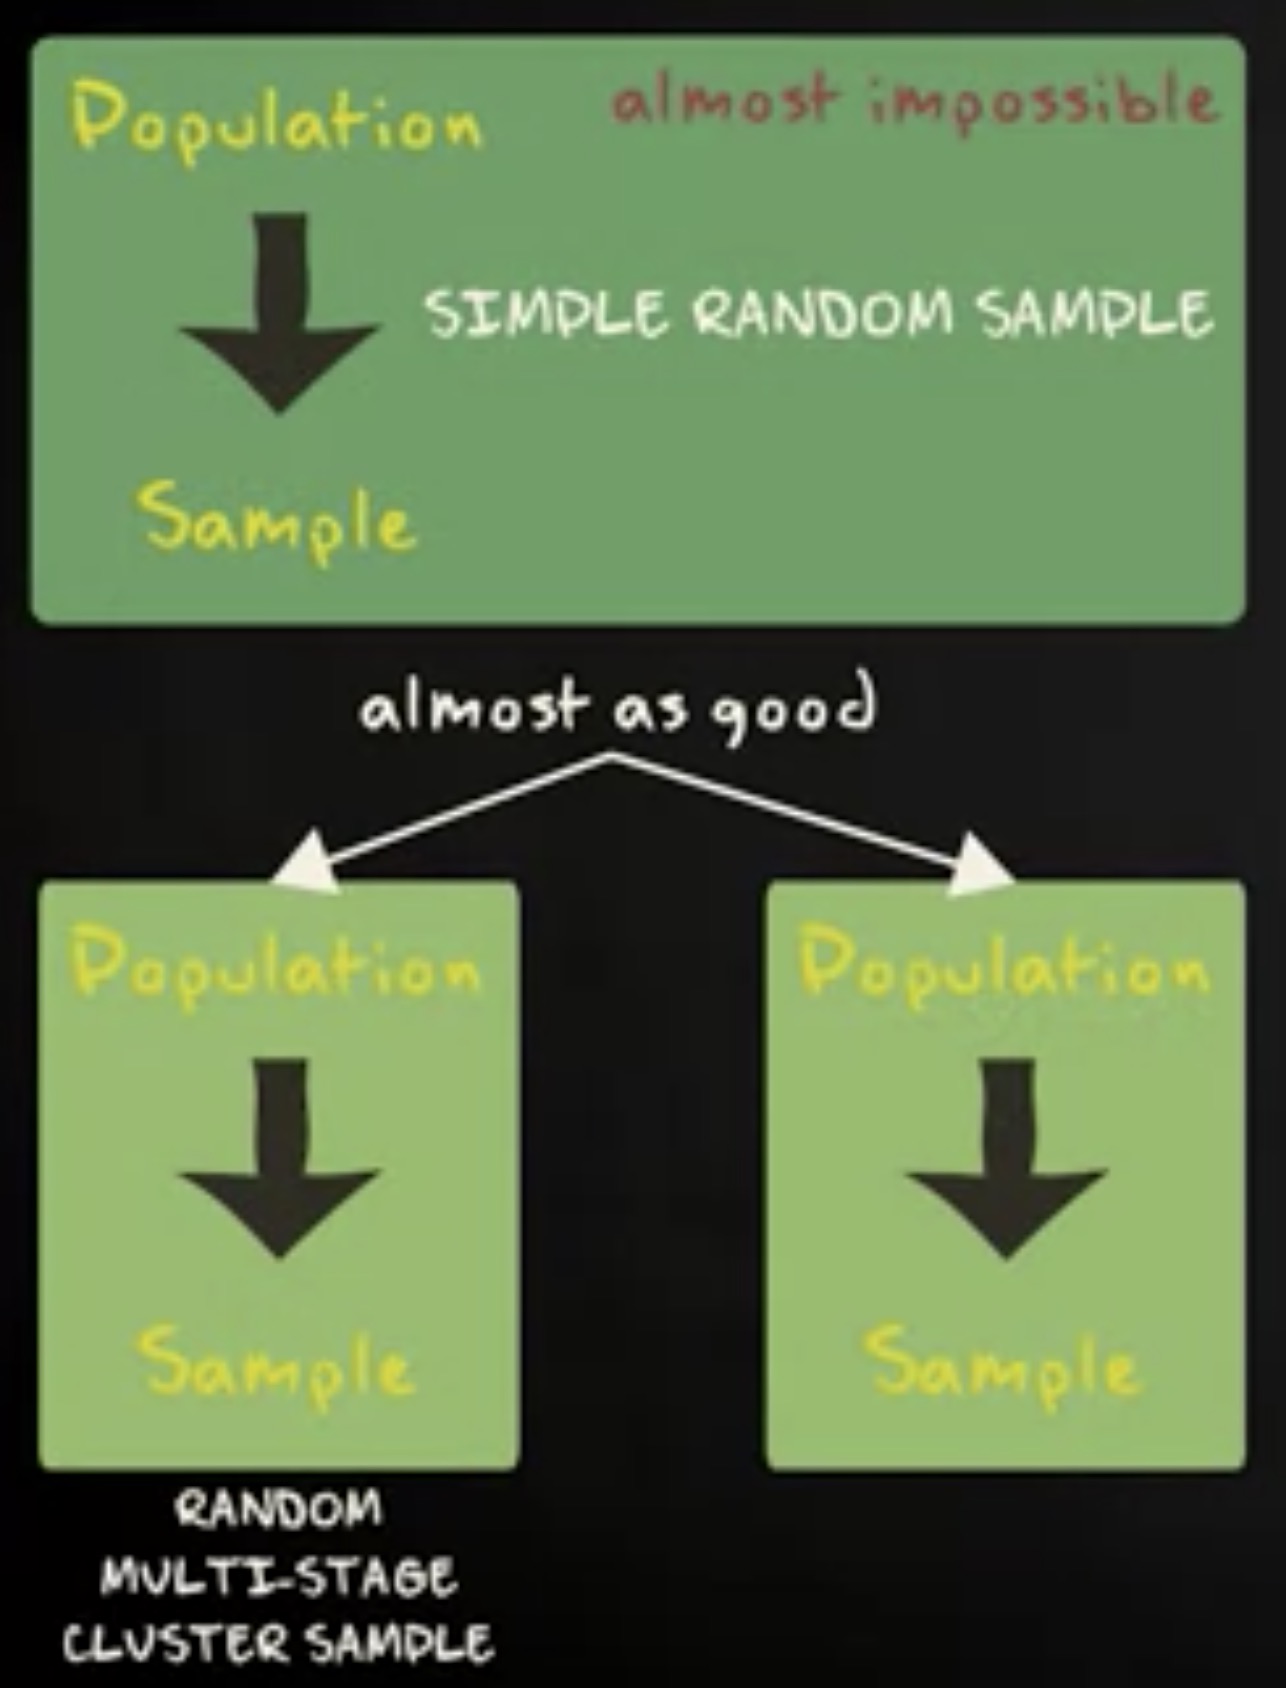 Population
almost impossible
SIMPLE RANDOM SAMPLE
Sample
almost as good
Population
Population
Sample
Sample
RANDOM
MULTI-STAGE
CLUSTER SAMPLE